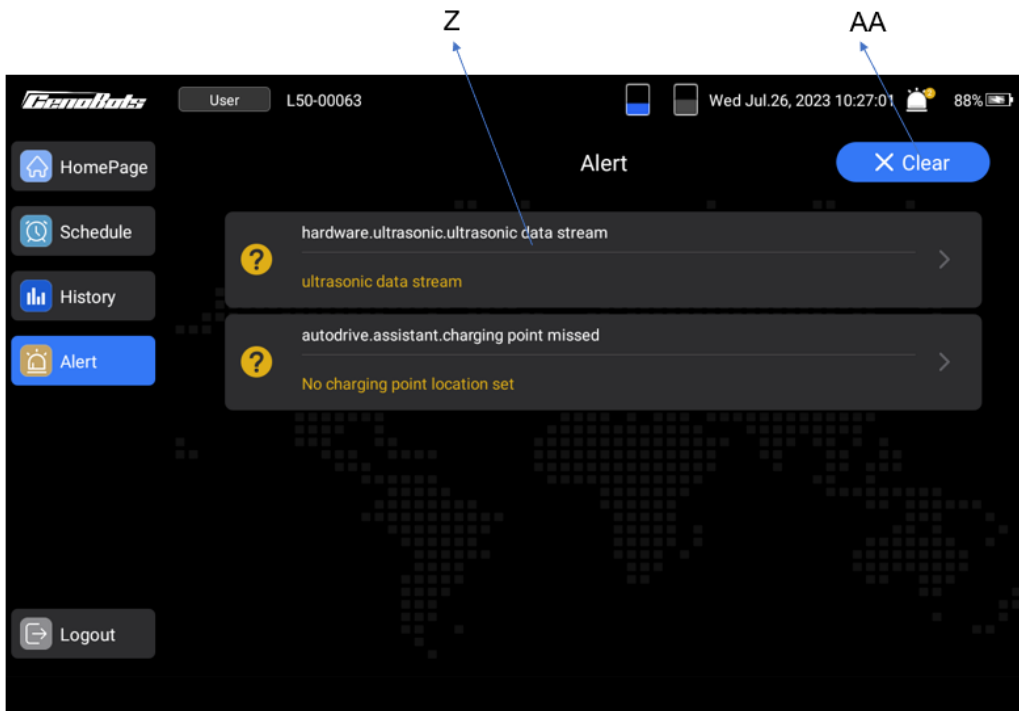 Z
AA
GenoBots
User
L50-00063
Wed Jul.26, 2023 10:27:01
2
88%
HomePage
Alert
Clear
Schedule
hardware.ultrasonic.ultrasonic data stream
?
ultrasonic data stream
History
autodrive.assistant.charging point missed
Alert
?
No charging point location set
Logout